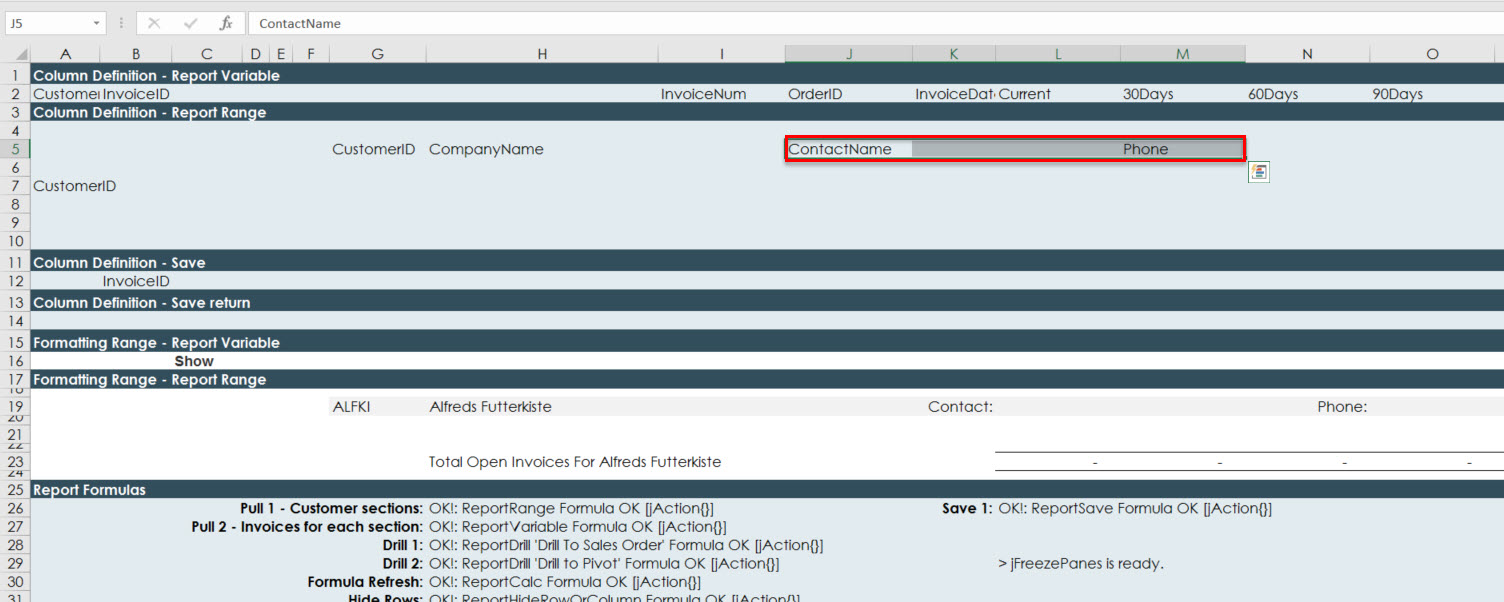 J5 fx ContactName
A B C D E F G H I J K L M N O
1 Column Definition - Report Variable
2 Customer InvoiceID InvoiceNum OrderID InvoiceDat Current 30Days 60Days 90Days
3 Column Definition - Report Range
4
5 CustomerID CompanyName ContactName Phone
6
7 CustomerID
8
9
10
11 Column Definition - Save
12 InvoiceID
13 Column Definition - Save return
14
15 Formatting Range - Report Variable
16 Show
17 Formatting Range - Report Range
18
19 ALFKI Alfreds Futterkiste Contact: Phone:
20
21
22
23 Total Open Invoices For Alfreds Futterkiste - - - -
24
25 Report Formulas
26 Pull 1 - Customer sections: OK!: ReportRange Formula OK [jAction{}] Save 1: OK!: ReportSave Formula OK [jAction{}]
27 Pull 2 - Invoices for each section: OK!: ReportVariable Formula OK [jAction{}]
28 Drill 1: OK!: ReportDrill 'Drill To Sales Order' Formula OK [jAction{}]
29 Drill 2: OK!: ReportDrill 'Drill to Pivot' Formula OK [jAction{}] > jFreezePanes is ready.
30 Formula Refresh: OK!: ReportCalc Formula OK [jAction{}]
31 Hide Rows: OK!: ReportHideRowOrColumn Formula OK [jAction{}]